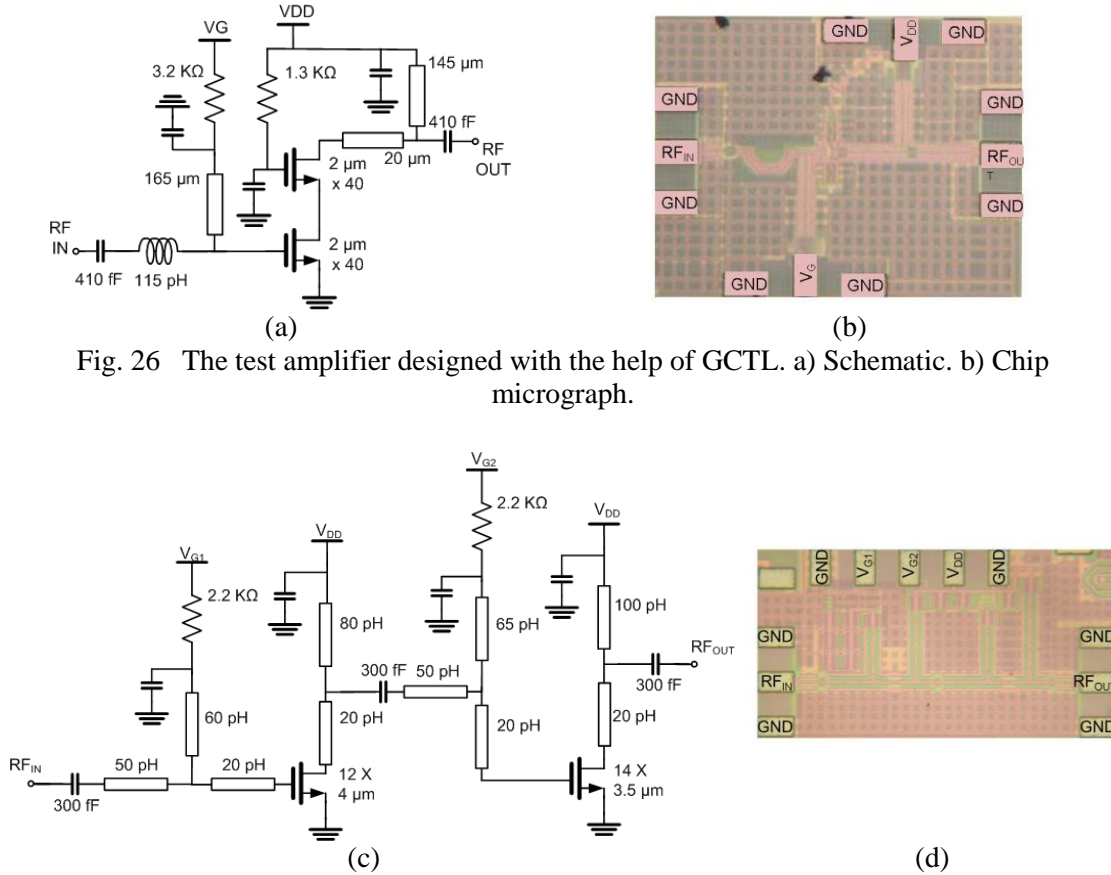 VG
VDD
3.2 KΩ
1.3 KΩ
145 µm
410 fF
RF
OUT
20 µm
2 µm
x 40
165 µm
RF
IN
2 µm
x 40
410 fF
115 pH
(a)
GND
VDD
GND
GND
GND
RFIN
RFOU
T
GND
GND
GND
VG
GND
(b)
Fig. 26 The test amplifier designed with the help of GCTL. a) Schematic. b) Chip
micrograph.
VG2
2.2 KΩ
VDD
VDD
VG1
2.2 KΩ
80 pH
65 pH
100 pH
300 fF
50 pH
RFOUT
300 fF
60 pH
20 pH
20 pH
20 pH
RFIN
50 pH
20 pH
300 fF
12 X
4 µm
14 X
3.5 µm
(c)
GND
VG1
VG2
VDD
GND
GND
GND
RFIN
RFOUT
GND
GND
(d)